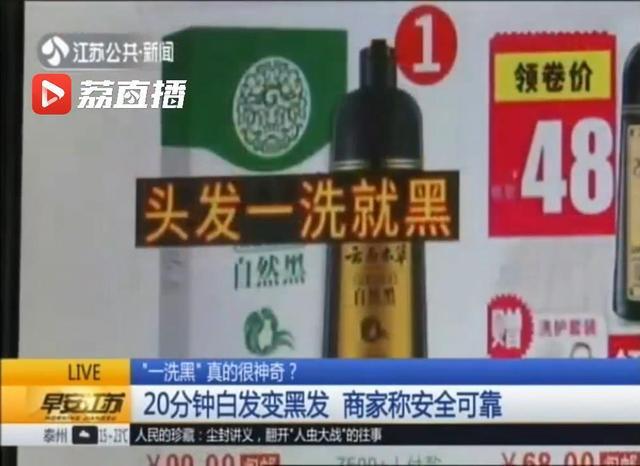 江苏公共·新闻
荔直播
1
领卷价
48
头发一洗就黑
云南本草
自然黑
自然黑
赠
洗护套装
LIVE
"一洗黑" 真的很神奇？
早安江苏
20分钟白发变黑发 商家称安全可靠
泰州 15~23℃ 人民的珍藏：尘封讲义，翻开"人虫大战"的往事